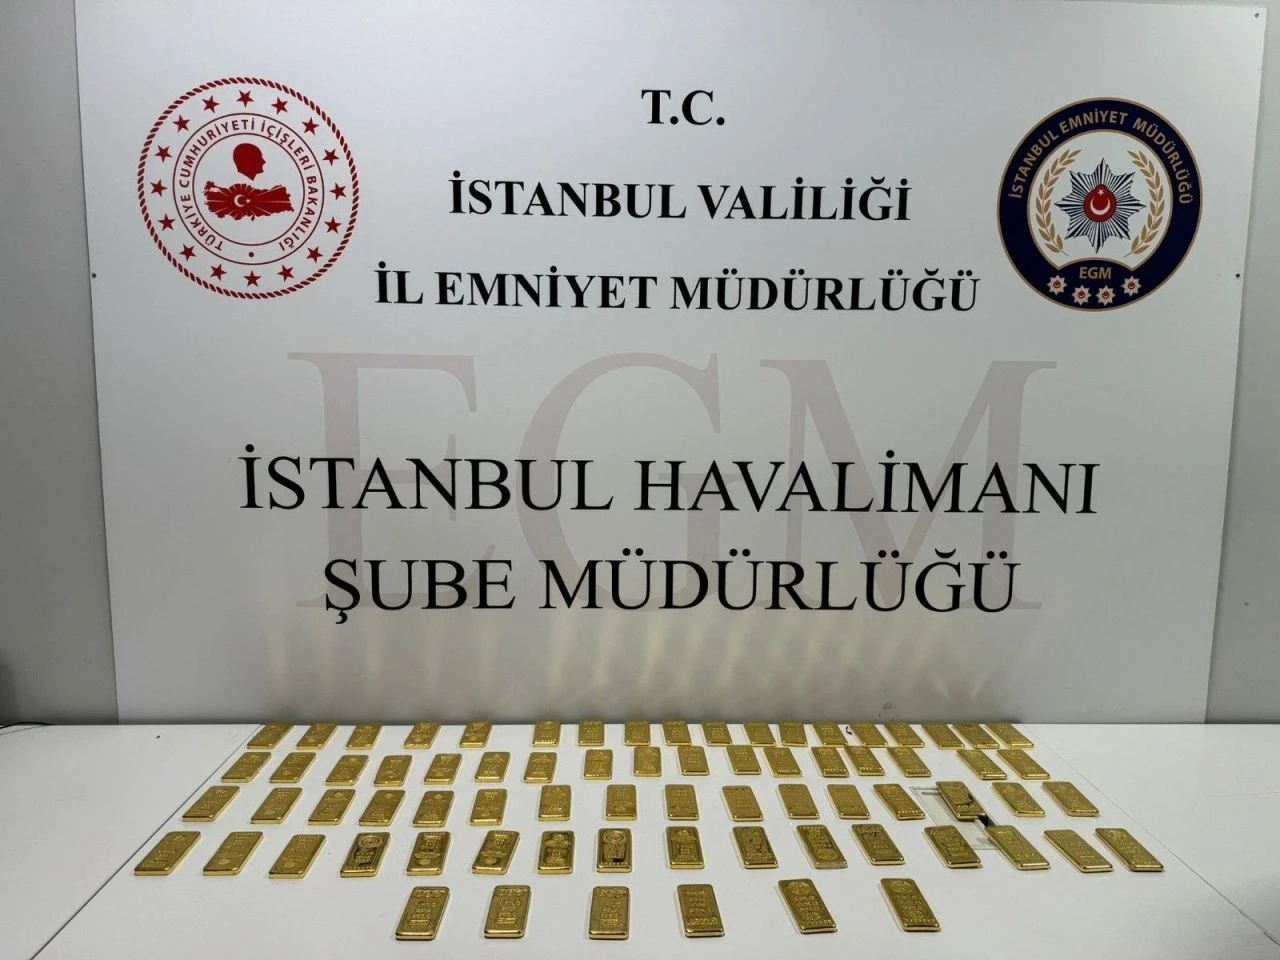 T.C.
İSTANBUL VALİLİĞİ
İL EMNİYET MÜDÜRLÜĞÜ
TÜRKİYE CUMHURİYETİ İÇİŞLERİ BAKANLIĞI
İSTANBUL EMNİYET MÜDÜRLÜĞÜ
EGM
EGM
İSTANBUL HAVALİMANI
ŞUBE MÜDÜRLÜĞÜ